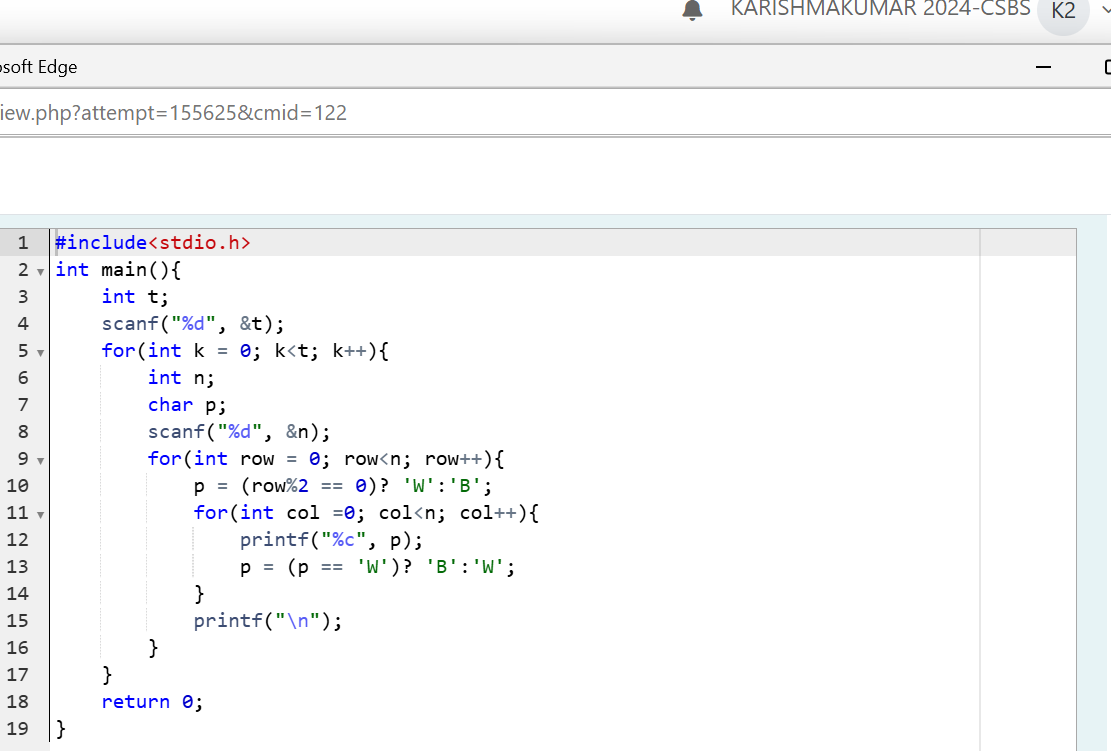 KARISHMAKUMAR 2024-CSBS K2
osoft Edge
iew.php?attempt=155625&cmid=122
1 #include<stdio.h>
2 int main(){
3     int t;
4     scanf("%d", &t);
5     for(int k = 0; k<t; k++){
6         int n;
7         char p;
8         scanf("%d", &n);
9         for(int row = 0; row<n; row++){
10             p = (row%2 == 0)? 'W':'B';
11             for(int col =0; col<n; col++){
12                 printf("%c", p);
13                 p = (p == 'W')? 'B':'W';
14             }
15             printf("\n");
16         }
17     }
18     return 0;
19 }